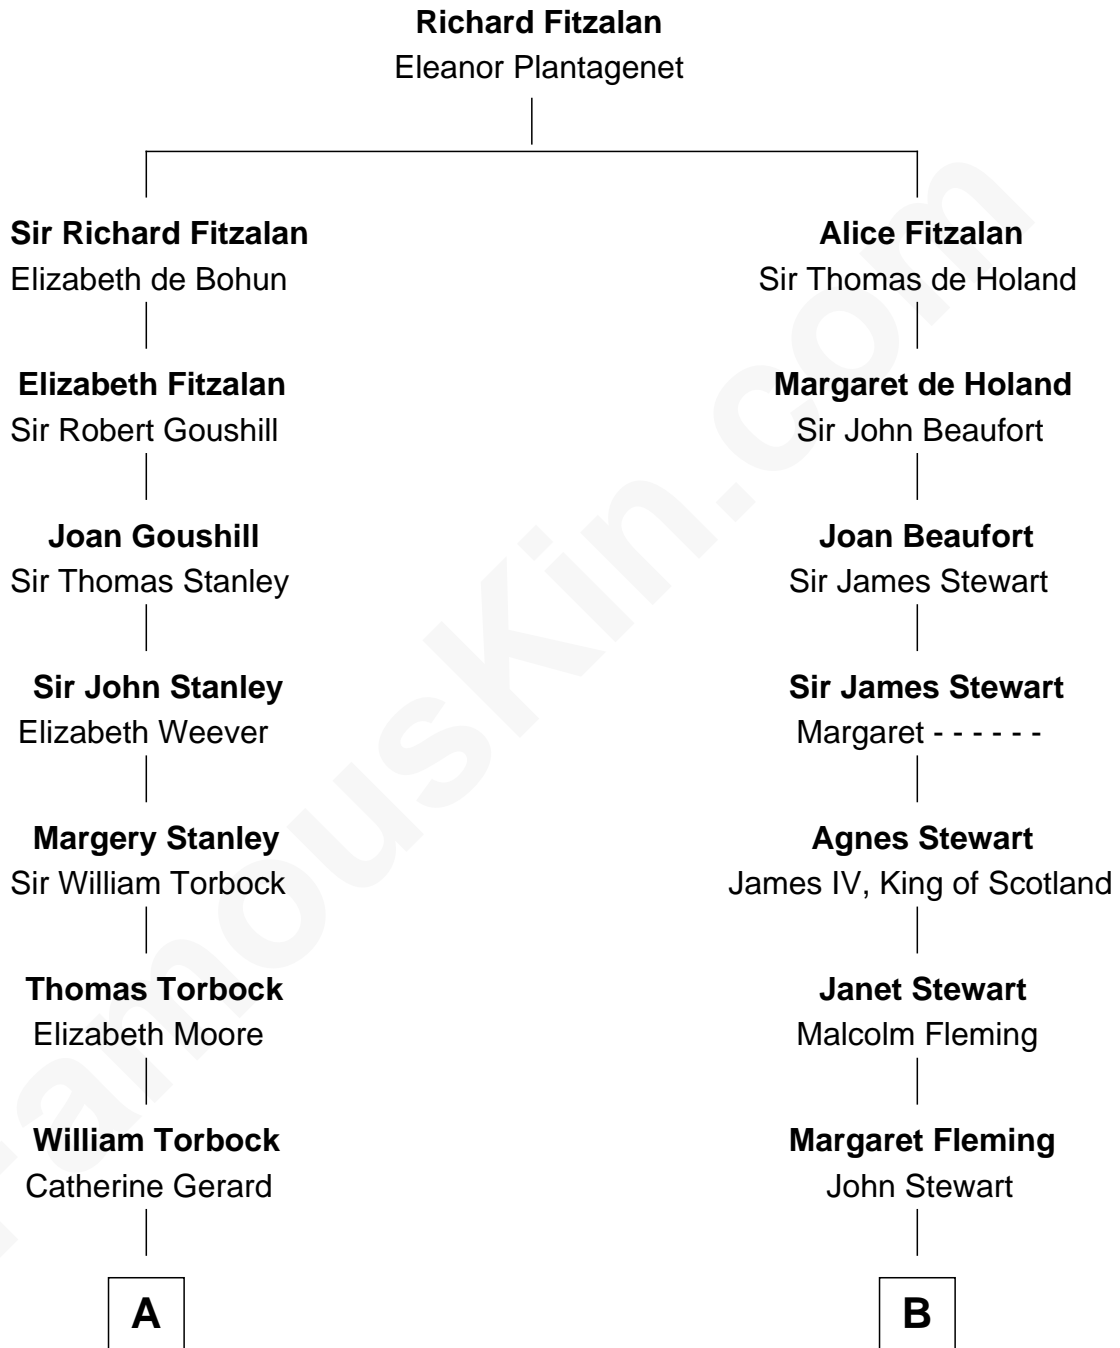 Richard Fitzalan
Eleanor Plantagenet
Sir Richard Fitzalan
Elizabeth de Bohun
Elizabeth Fitzalan
Sir Robert Goushill
Joan Goushill
Sir Thomas Stanley
Sir John Stanley
Elizabeth Weever
Margery Stanley
Sir William Torbock
Thomas Torbock
Elizabeth Moore
William Torbock
Catherine Gerard
A
Alice Fitzalan
Sir Thomas de Holand
Margaret de Holand
Sir John Beaufort
Joan Beaufort
Sir James Stewart
Sir James Stewart
Margaret - - - - - -
Agnes Stewart
James IV, King of Scotland
Janet Stewart
Malcolm Fleming
Margaret Fleming
John Stewart
B
FamousKin.com